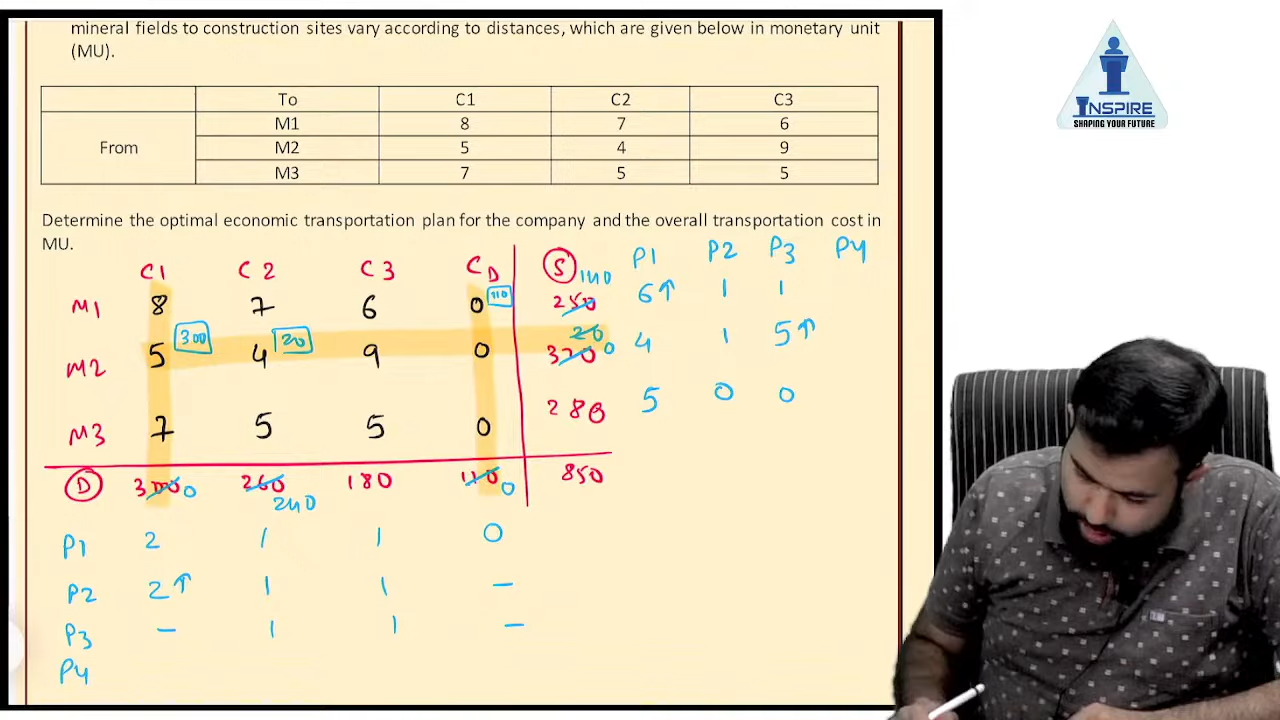 mineral fields to construction sites vary according to distances, which are given below in monetary unit
(MU).
To C1 C2 C3
From
M1 8 7 6
M2 5 4 9
M3 7 5 5
Determine the optimal economic transportation plan for the company and the overall transportation cost in
MU.
C1 C2 C3 CD S P1 P2 P3 P4
M1 8 7 6 0 110 250 140 6↑ 1 1
M2 5 300 4 20 9 0 320 20 0 4 1 5↑
M3 7 5 5 0 280 5 0 0
D 300 0 260 240 180 110 0 850
P1 2 1 1 0
P2 2↑ 1 1 –
P3 – 1 1 –
P4
INSPIRE
SHAPING YOUR FUTURE